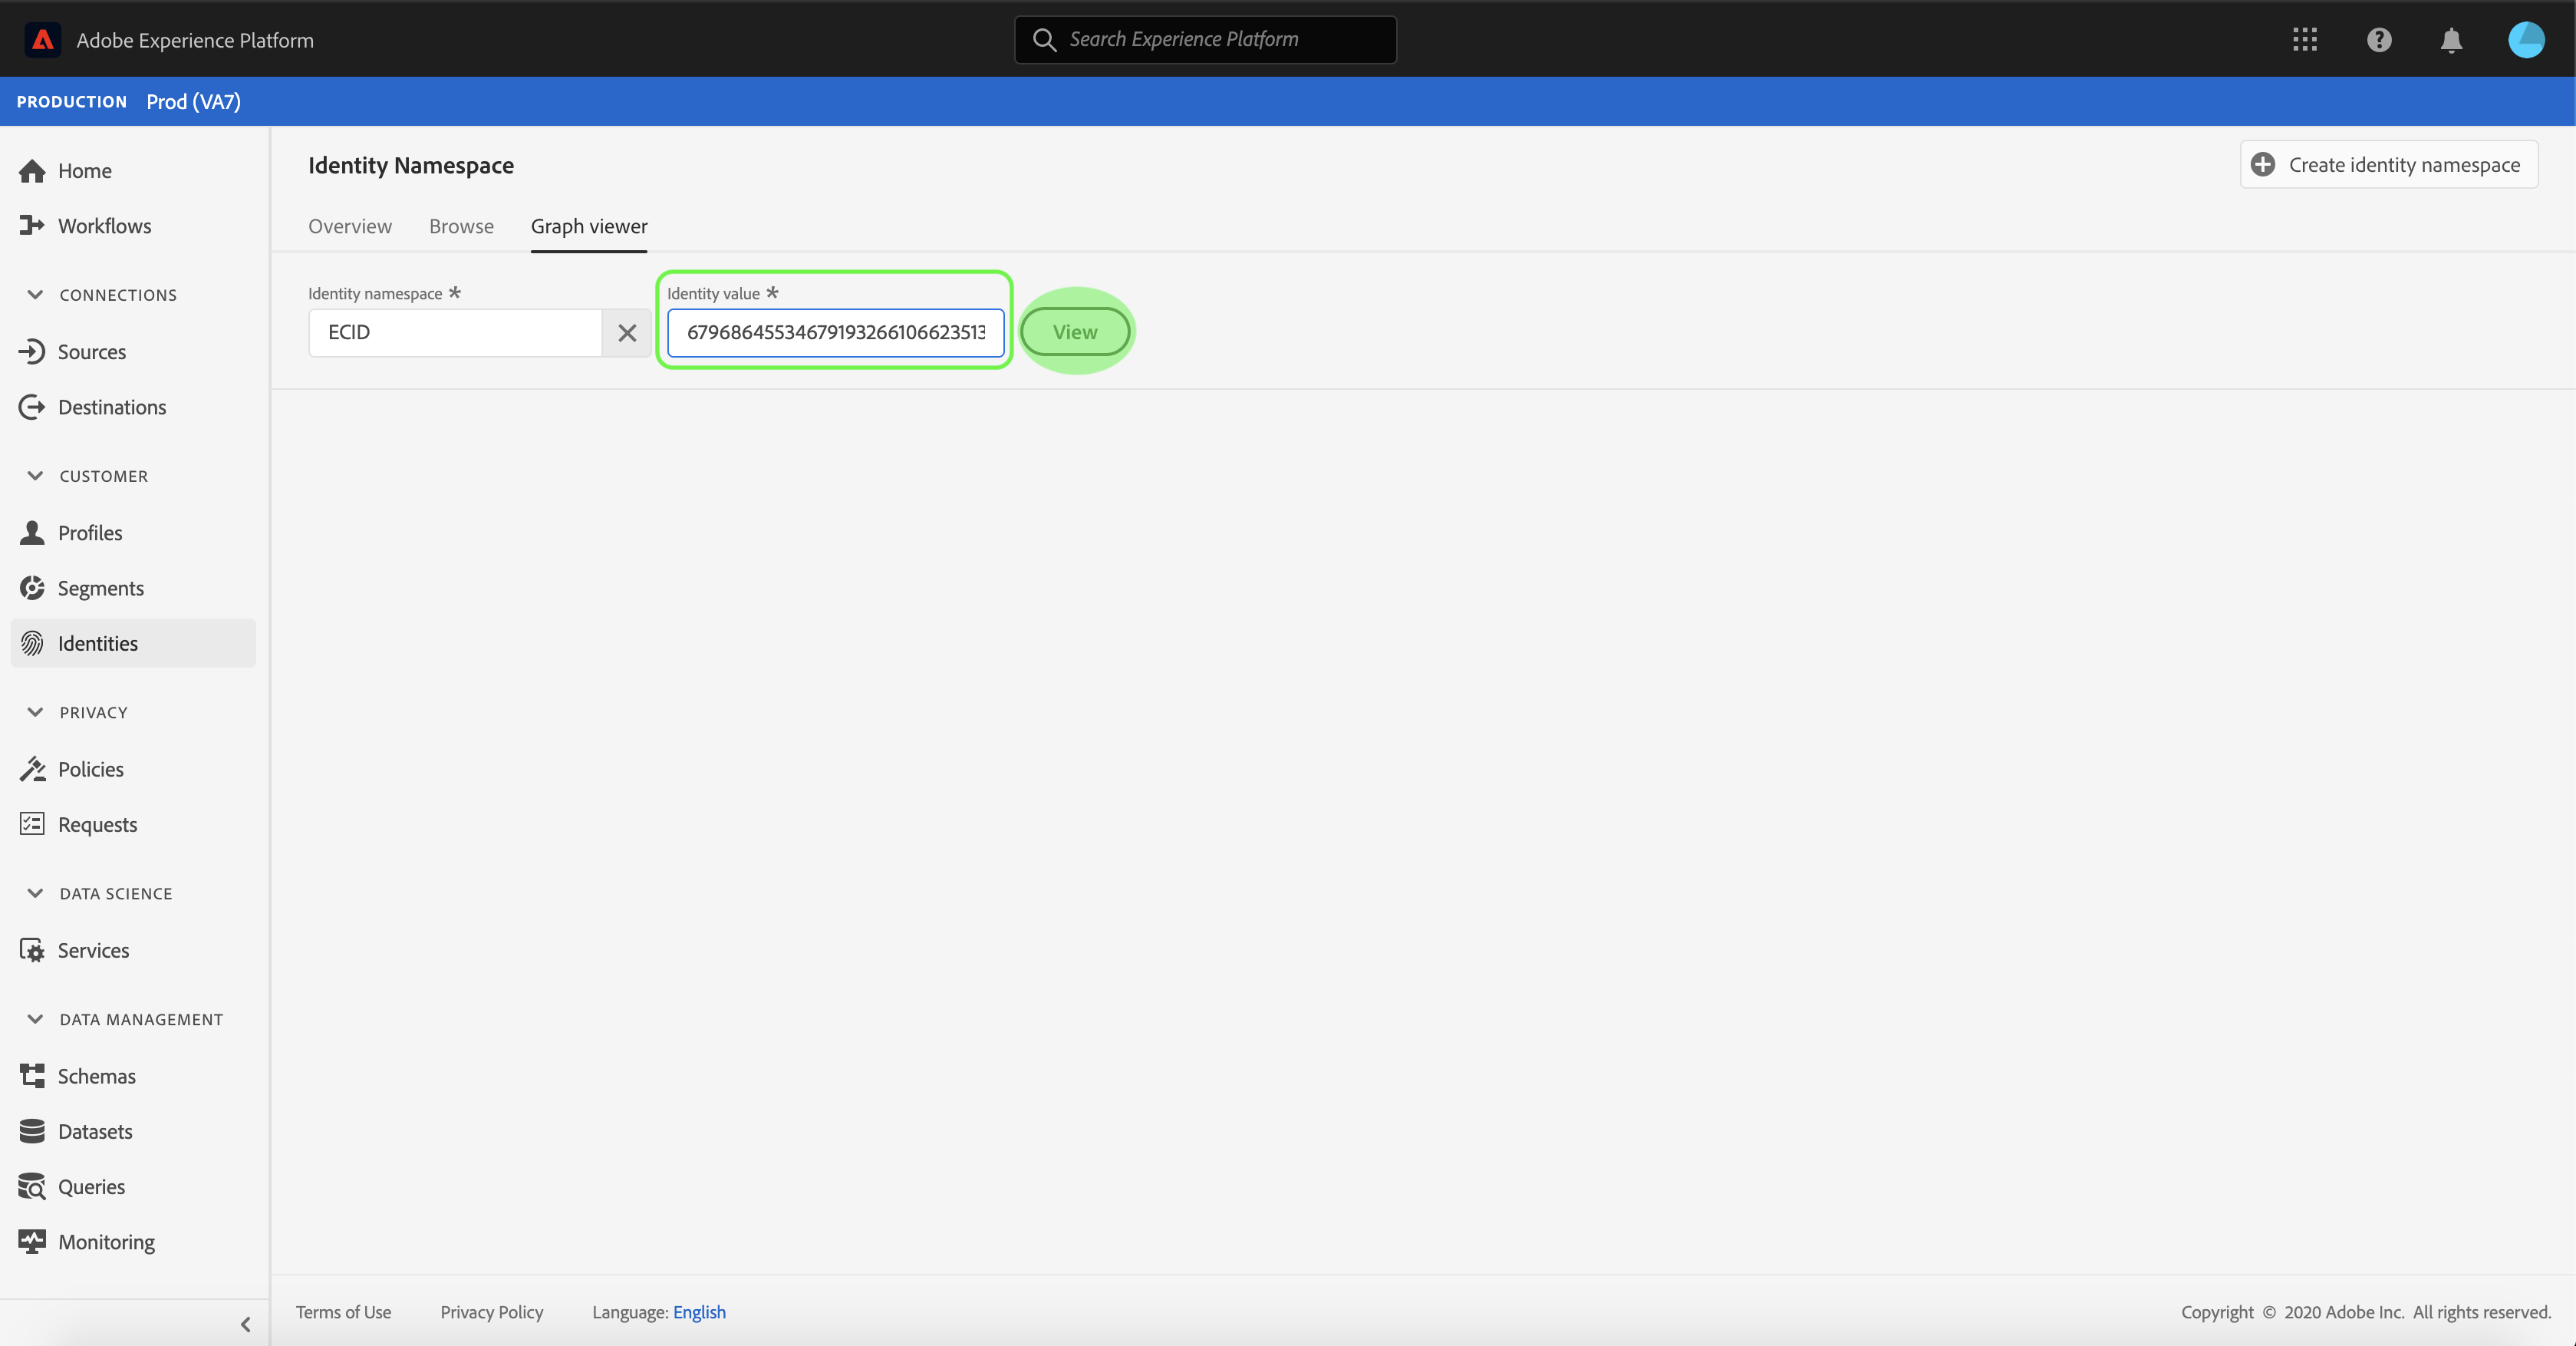 Adobe Experience Platform
Search Experience Platform
PRODUCTION Prod (VA7)
Home
Workflows
CONNECTIONS
Sources
Destinations
CUSTOMER
Profiles
Segments
Identities
PRIVACY
Policies
Requests
DATA SCIENCE
Services
DATA MANAGEMENT
Schemas
Datasets
Queries
Monitoring
Identity Namespace
Create identity namespace
Overview Browse Graph viewer
Identity namespace * Identity value *
ECID 67968645534679193266106623513 View
Terms of Use Privacy Policy Language: English Copyright © 2020 Adobe Inc. All rights reserved.